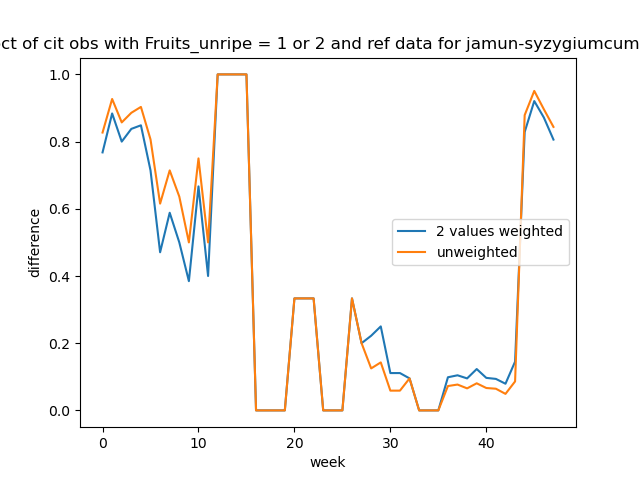 ct of cit obs with Fruits_unripe = 1 or 2 and ref data for jamun-syzygiumcum
1.0
0.8
0.6
0.4
0.2
0.0
difference
2 values weighted
unweighted
0 10 20 30 40
week